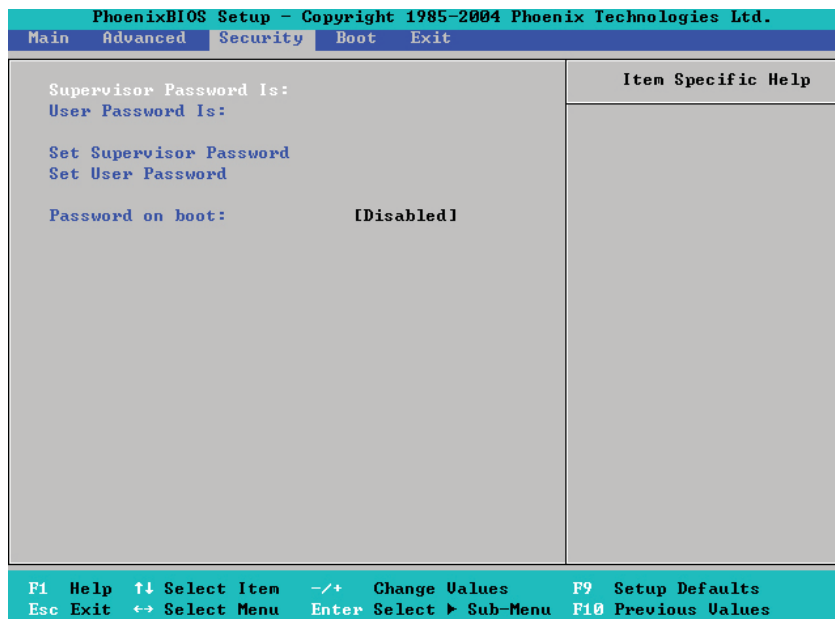 PhoenixBIOS Setup - Copyright 1985-2004 Phoenix Technologies Ltd.
Main Advanced Security Boot Exit
Supervisor Password Is:
User Password Is:
Set Supervisor Password
Set User Password
Password on boot: [Disabled]
Item Specific Help
F1 Help ↑↓ Select Item -/+ Change Values F9 Setup Defaults
Esc Exit ↔ Select Menu Enter Select ▶ Sub-Menu F10 Previous Values